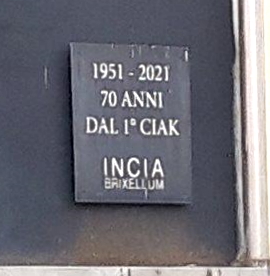 1951 - 2021
70 ANNI
DAL 1° CIAK
INCIA
BRIXELLUM